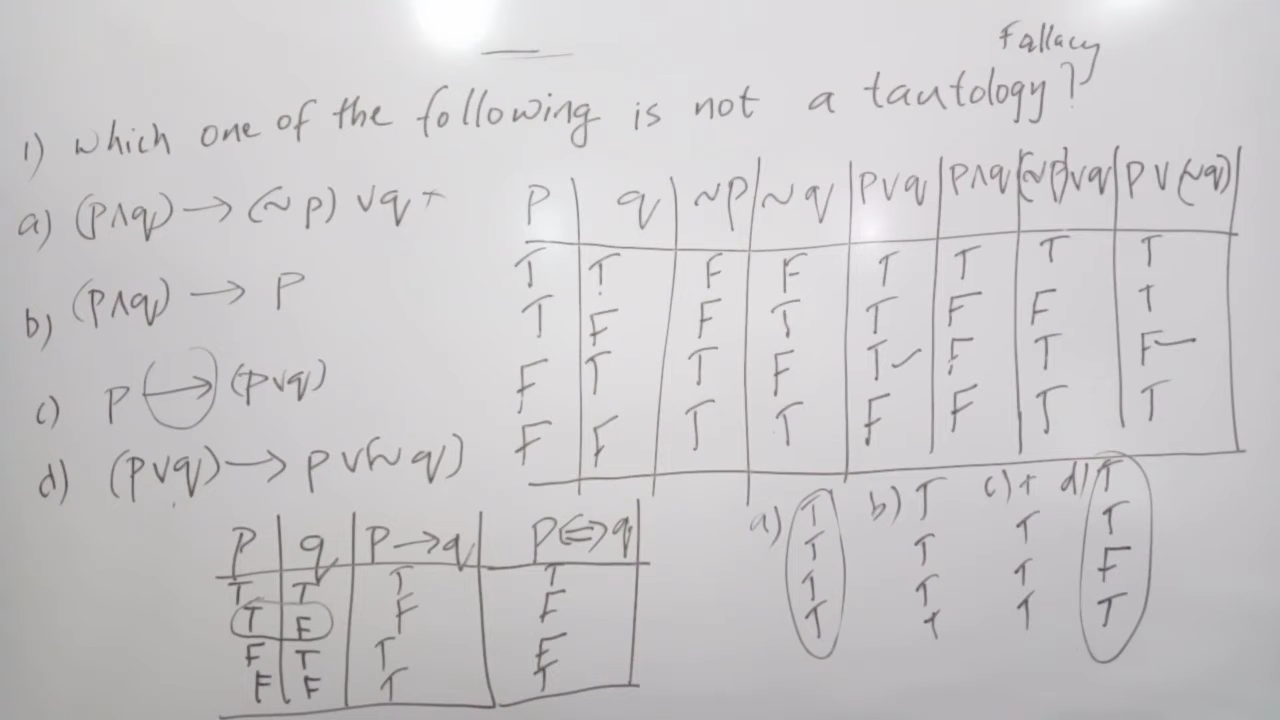 Fallacy
1) Which one of the following is not a tautology?
a) (p∧q) → (~p) ∨q +
b) (p∧q) → p
c) p → (p∨q)
d) (p∨q) → p∨(~q)
P | q | ~P | ~q | P∨q | P∧q | (~P)∨q | P∨(~q)
T | T | F | F | T | T | T | T
T | F | F | T | T | F | F | T
F | T | T | F | T✓ | F | T | F–
F | F | T | T | F | F | T | T
a) T b) T c) T d) T
T T T T
T T T F
T T T T
P | q | P→q | P⇔q
T | T | T | T
T | F | F | F
F | T | T | F
F | F | T | T